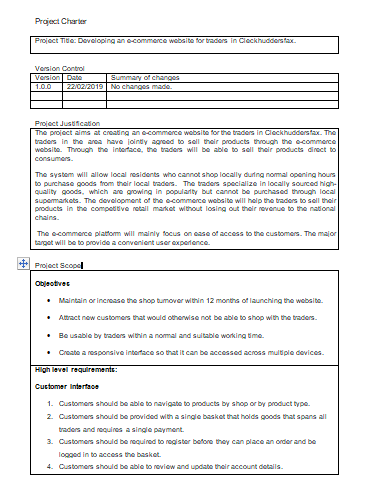 Project Charter
Project Title: Developing an e-commerce website for traders in Cleckhuddersfax.
Version Control
Version Date Summary of changes
1.0.0 22/02/2019 No changes made.
Project Justification
The project aims at creating an e-commerce website for the traders in Cleckhuddersfax. The
traders in the area have jointly agreed to sell their products through the e-commerce
website. Through the interface, the traders will be able to sell their products direct to
consumers.
The system will allow local residents who cannot shop locally during normal opening hours
to purchase goods from their local traders. The traders specialize in locally sourced high-
quality goods, which are growing in popularity but cannot be purchased through local
supermarkets. The development of the e-commerce website will help the traders to sell their
products in the competitive retail market without losing out their revenue to the national
chains.
The e-commerce platform will mainly focus on ease of access to the customers. The major
target will be to provide a convenient user experience.
Project Scope
Objectives
• Maintain or increase the shop turnover within 12 months of launching the website.
• Attract new customers that would otherwise not be able to shop with the traders.
• Be usable by traders within a normal and suitable working time.
• Create a responsive interface so that it can be accessed across multiple devices.
High level requirements:
Customer Interface
1. Customers should be able to navigate to products by shop or by product type.
2. Customers should be provided with a single basket that holds goods that spans all
traders and requires a single payment.
3. Customers should be required to register before they can place an order and be
logged in to access the basket.
4. Customers should be able to review and update their account details.